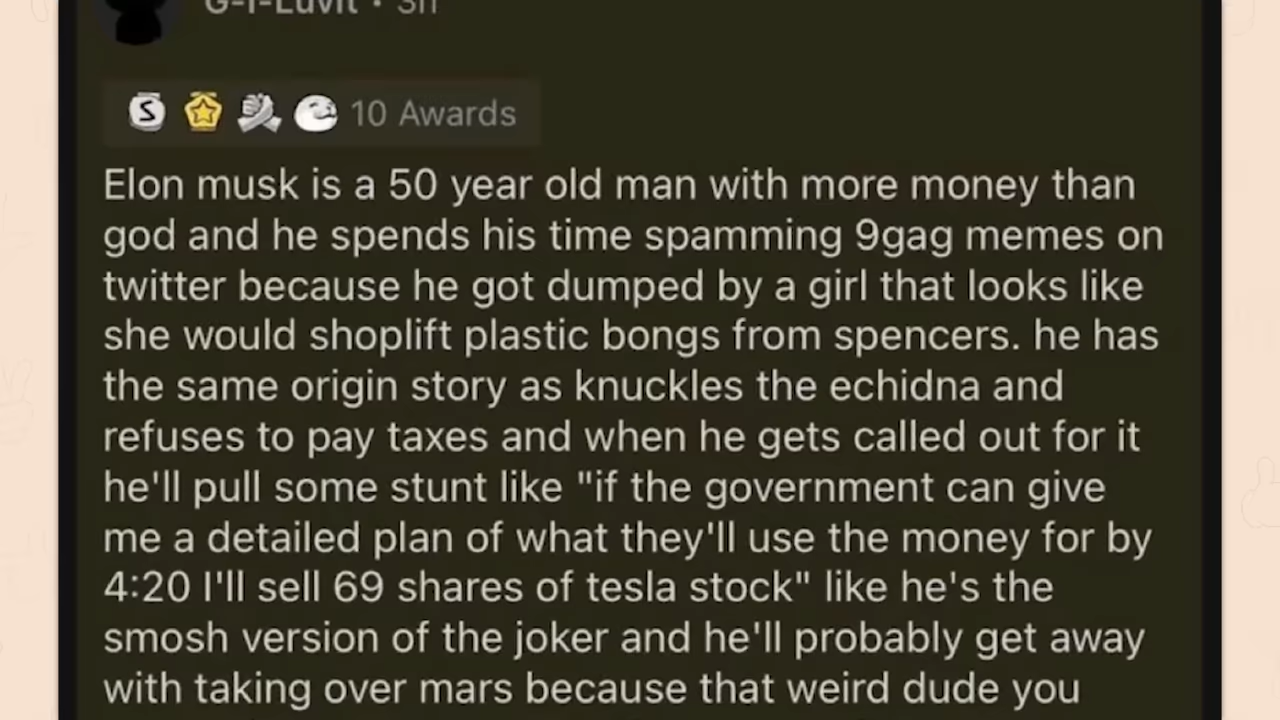 G-I-Luvit • 3h
10 Awards
Elon musk is a 50 year old man with more money than
god and he spends his time spamming 9gag memes on
twitter because he got dumped by a girl that looks like
she would shoplift plastic bongs from spencers. he has
the same origin story as knuckles the echidna and
refuses to pay taxes and when he gets called out for it
he'll pull some stunt like "if the government can give
me a detailed plan of what they'll use the money for by
4:20 I'll sell 69 shares of tesla stock" like he's the
smosh version of the joker and he'll probably get away
with taking over mars because that weird dude you